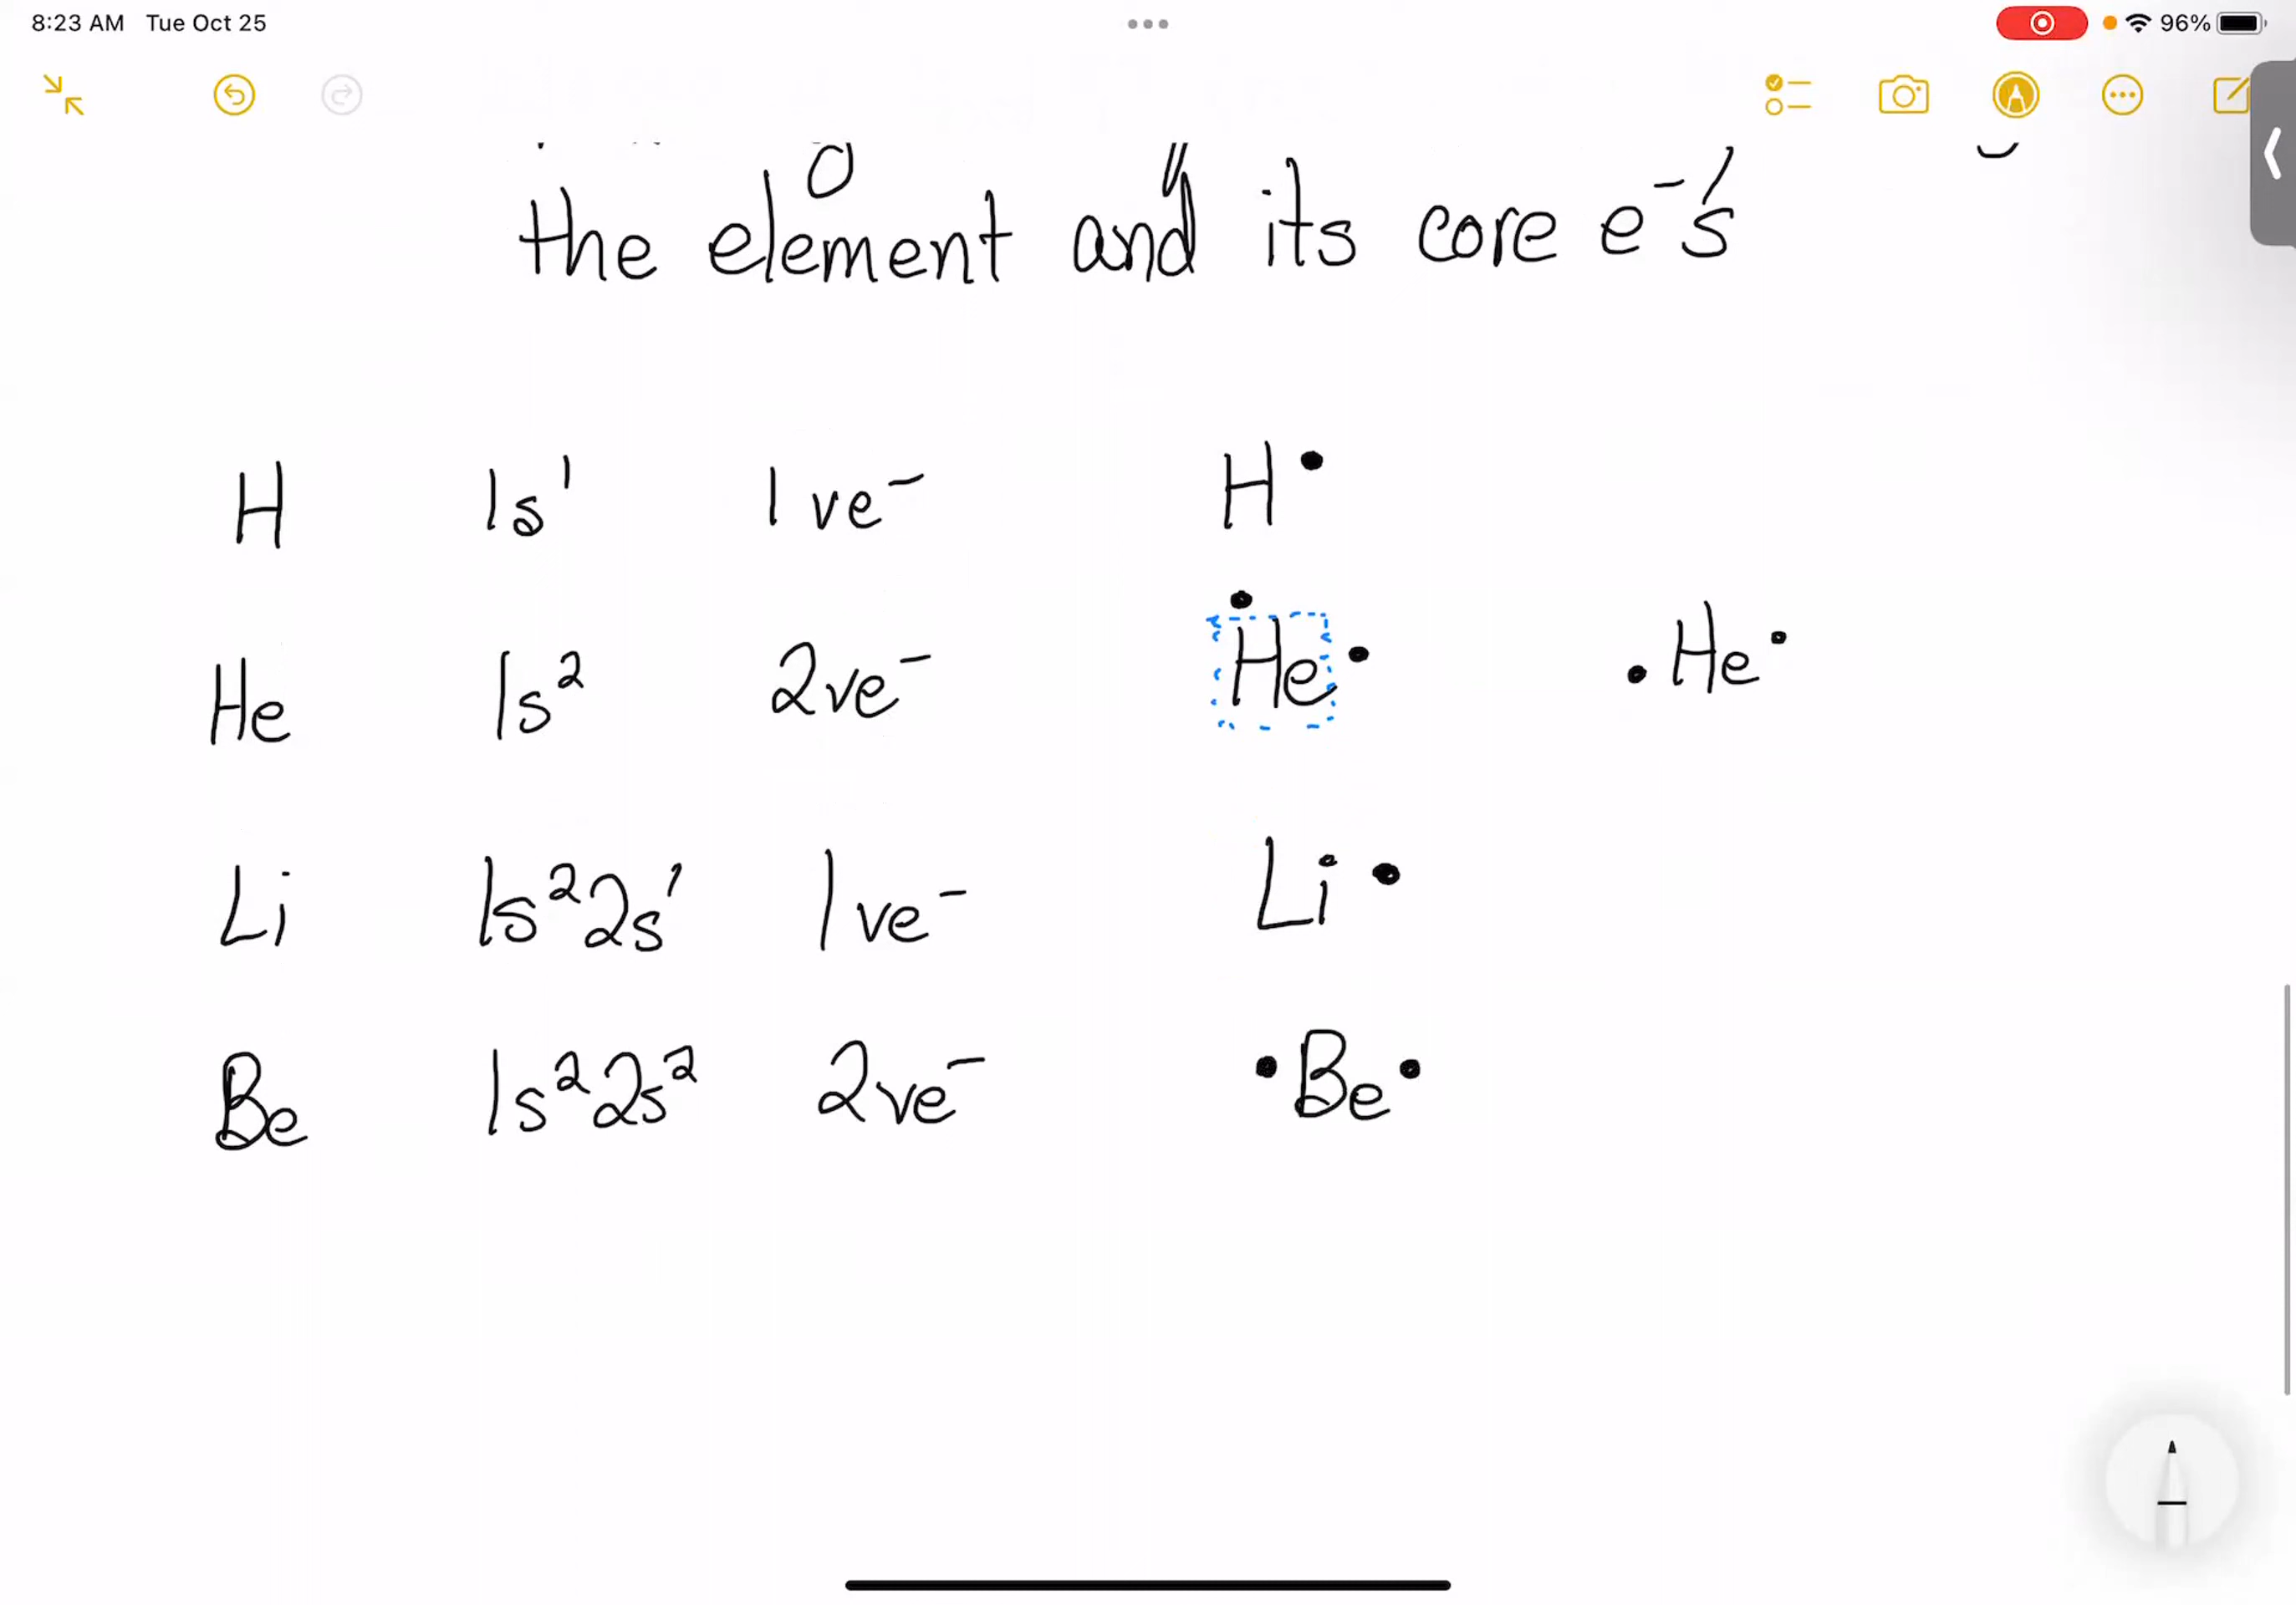 8:23 AM Tue Oct 25 96%
the element and its core e⁻'s
H 1s¹ 1 ve⁻ H•
He 1s² 2ve⁻ •He• •He•
Li 1s²2s¹ 1 ve⁻ Li•
Be 1s²2s² 2ve⁻ •Be•